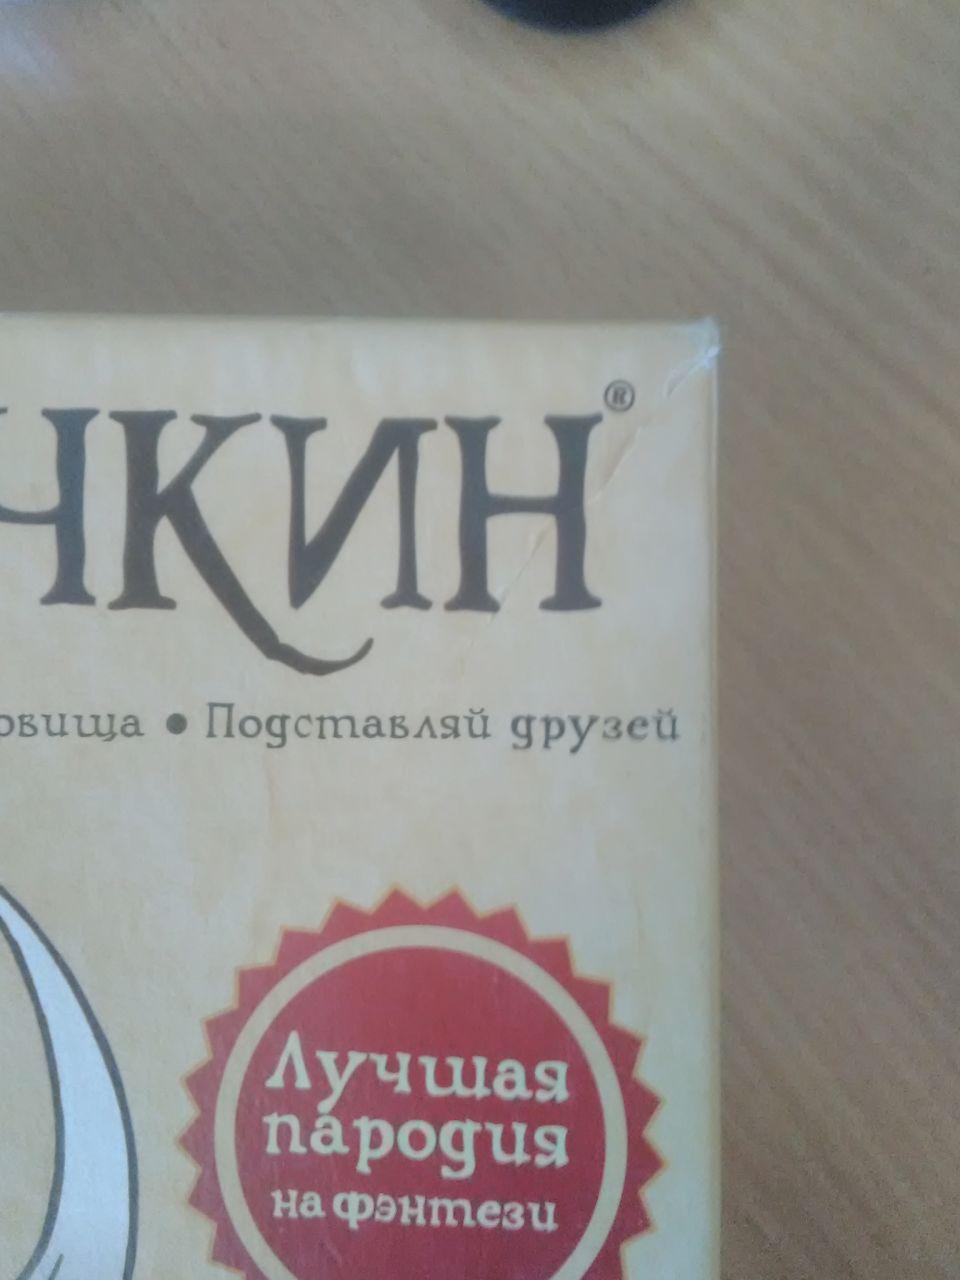 ЧКИН®
овища • Подставляй друзей
Лучшая
пародия
на фэнтези